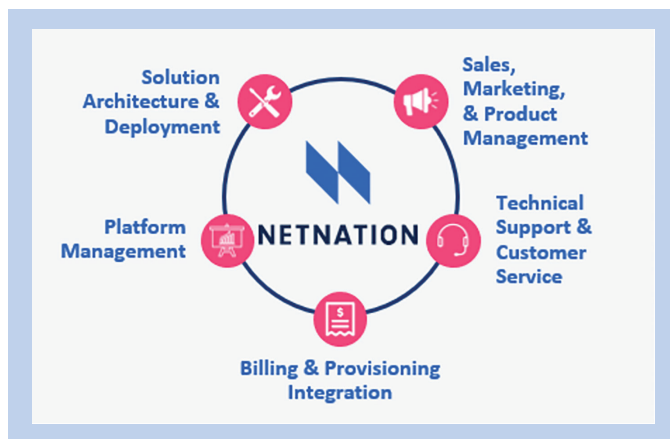 Solution
Architecture &
Deployment
Sales,
Marketing,
& Product
Management
Platform
Management
NETNATION
Technical
Support &
Customer
Service
$
Billing & Provisioning
Integration